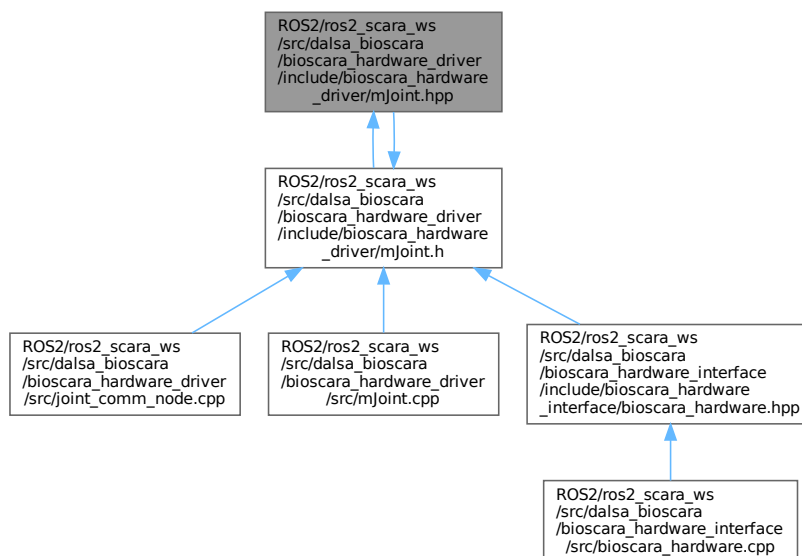 ROS2/ros2_scara_ws
/src/dalsa_bioscara
/bioscara_hardware_driver
/include/bioscara_hardware
_driver/mJoint.hpp
ROS2/ros2_scara_ws
/src/dalsa_bioscara
/bioscara_hardware_driver
/include/bioscara_hardware
_driver/mJoint.h
ROS2/ros2_scara_ws
/src/dalsa_bioscara
/bioscara_hardware_driver
/src/joint_comm_node.cpp
ROS2/ros2_scara_ws
/src/dalsa_bioscara
/bioscara_hardware_driver
/src/mJoint.cpp
ROS2/ros2_scara_ws
/src/dalsa_bioscara
/bioscara_hardware_interface
/include/bioscara_hardware
_interface/bioscara_hardware.hpp
ROS2/ros2_scara_ws
/src/dalsa_bioscara
/bioscara_hardware_interface
/src/bioscara_hardware.cpp